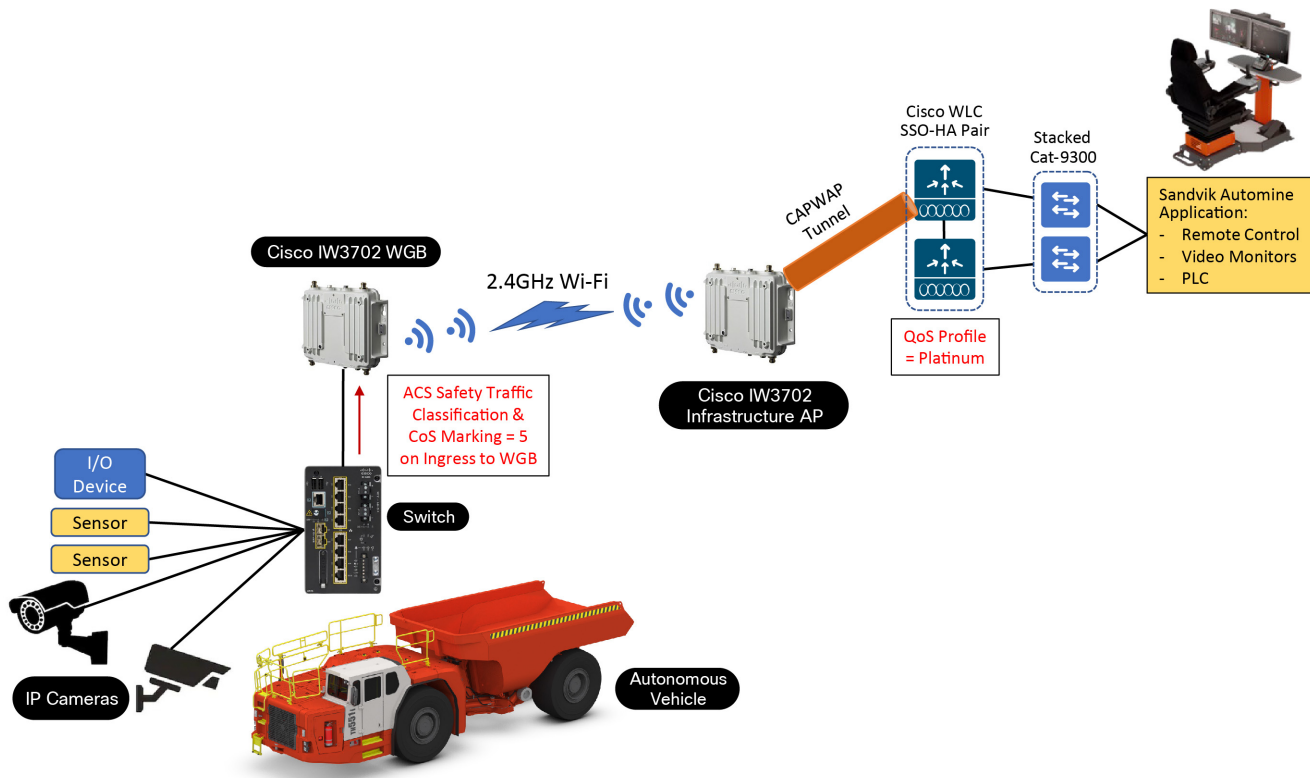 Cisco WLC
SSO-HA Pair
Stacked
Cat-9300
CAPWAP
Tunnel
Sandvik Automine
Application:
- Remote Control
- Video Monitors
- PLC
Cisco IW3702 WGB
2.4GHz Wi-Fi
QoS Profile
= Platinum
ACS Safety Traffic
Classification &
CoS Marking = 5
on Ingress to WGB
Cisco IW3702
Infrastructure AP
I/O
Device
Switch
Sensor
Sensor
IP Cameras
Autonomous
Vehicle